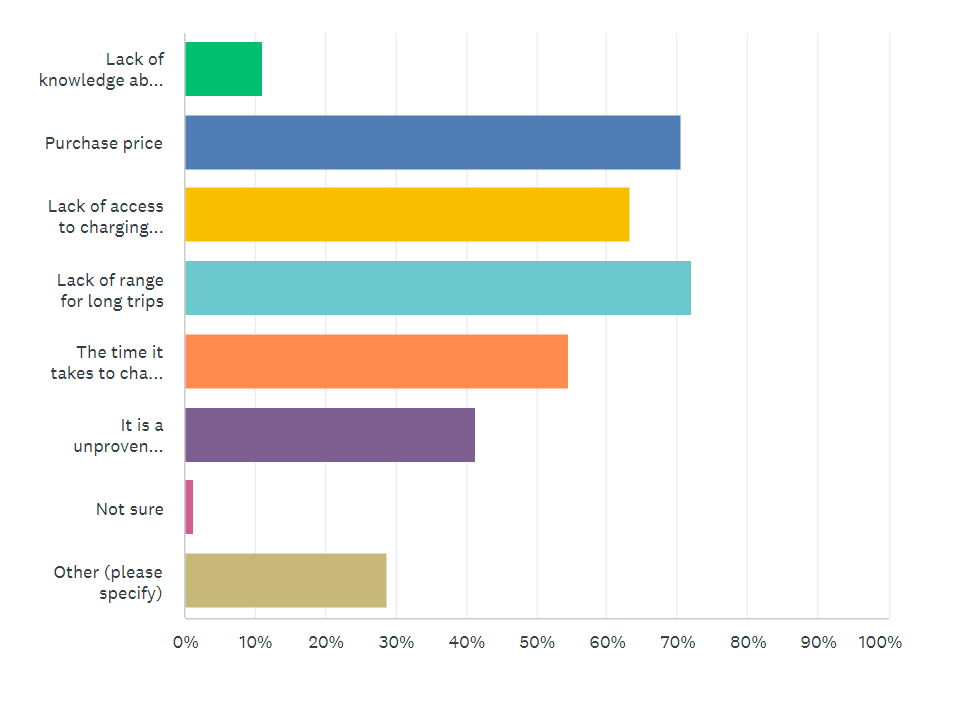 Lack of
knowledge ab...
Purchase price
Lack of access
to charging...
Lack of range
for long trips
The time it
takes to cha...
It is a
unproven...
Not sure
Other (please
specify)
0% 10% 20% 30% 40% 50% 60% 70% 80% 90% 100%